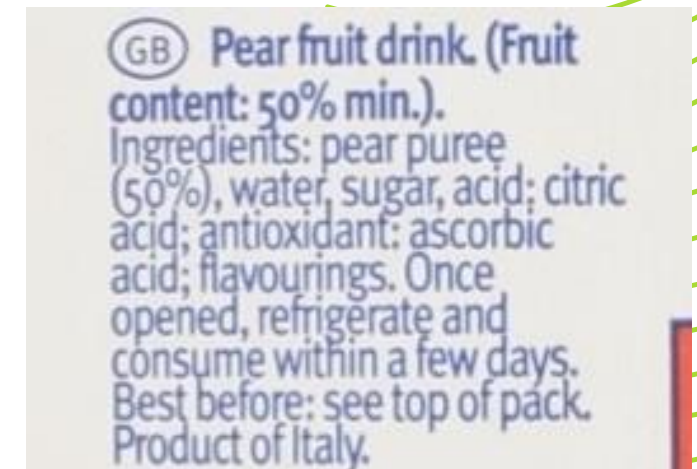 GB Pear fruit drink. (Fruit
content: 50% min.).
Ingredients: pear puree
(50%), water, sugar, acid: citric
acid; antioxidant: ascorbic
acid; flavourings. Once
opened, refrigerate and
consume within a few days.
Best before: see top of pack.
Product of Italy.